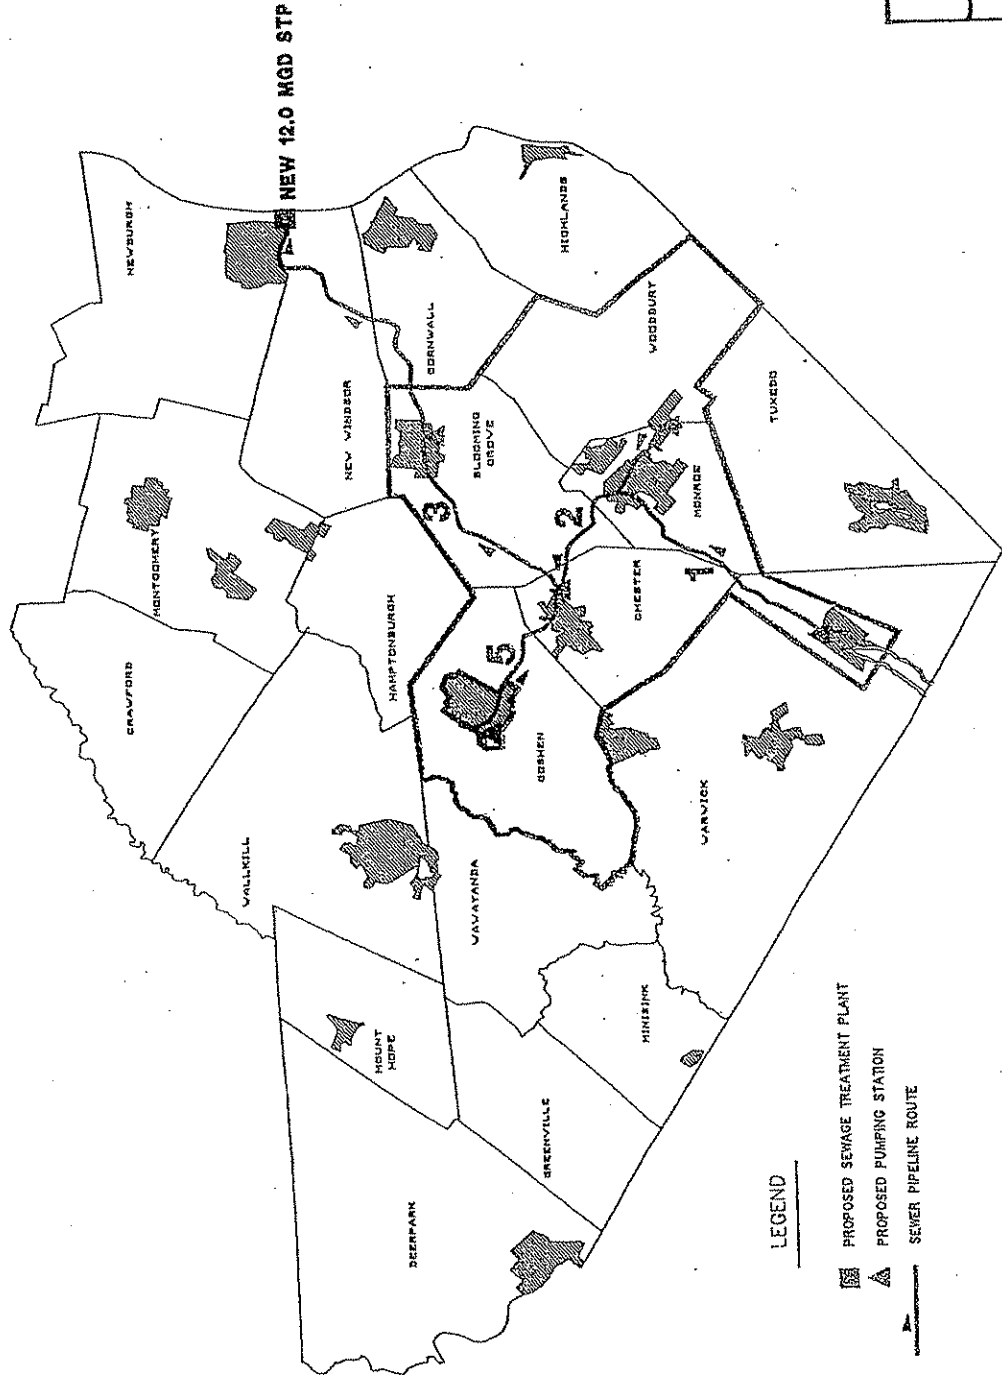 CRAWFORD
NEWBURGH
MONTGOMERY
WALLKILL
NEW 12.0 MGD STP
NEW WINDSOR
MOUNT
HOPE
HAMPTONBURGH
DEERPARK
CORNWALL
3
WAWAYANDA
BLOOMING
GROVE
5
GOSHEN
GREENVILLE
HIGHLANDS
2
CHESTER
MINISINK
WOODBURY
MONROE
1
WARWICK
TUXEDO
LEGEND
PROPOSED SEWAGE TREATMENT PLANT
PROPOSED PUMPING STATION
SEWER PIPELINE ROUTE